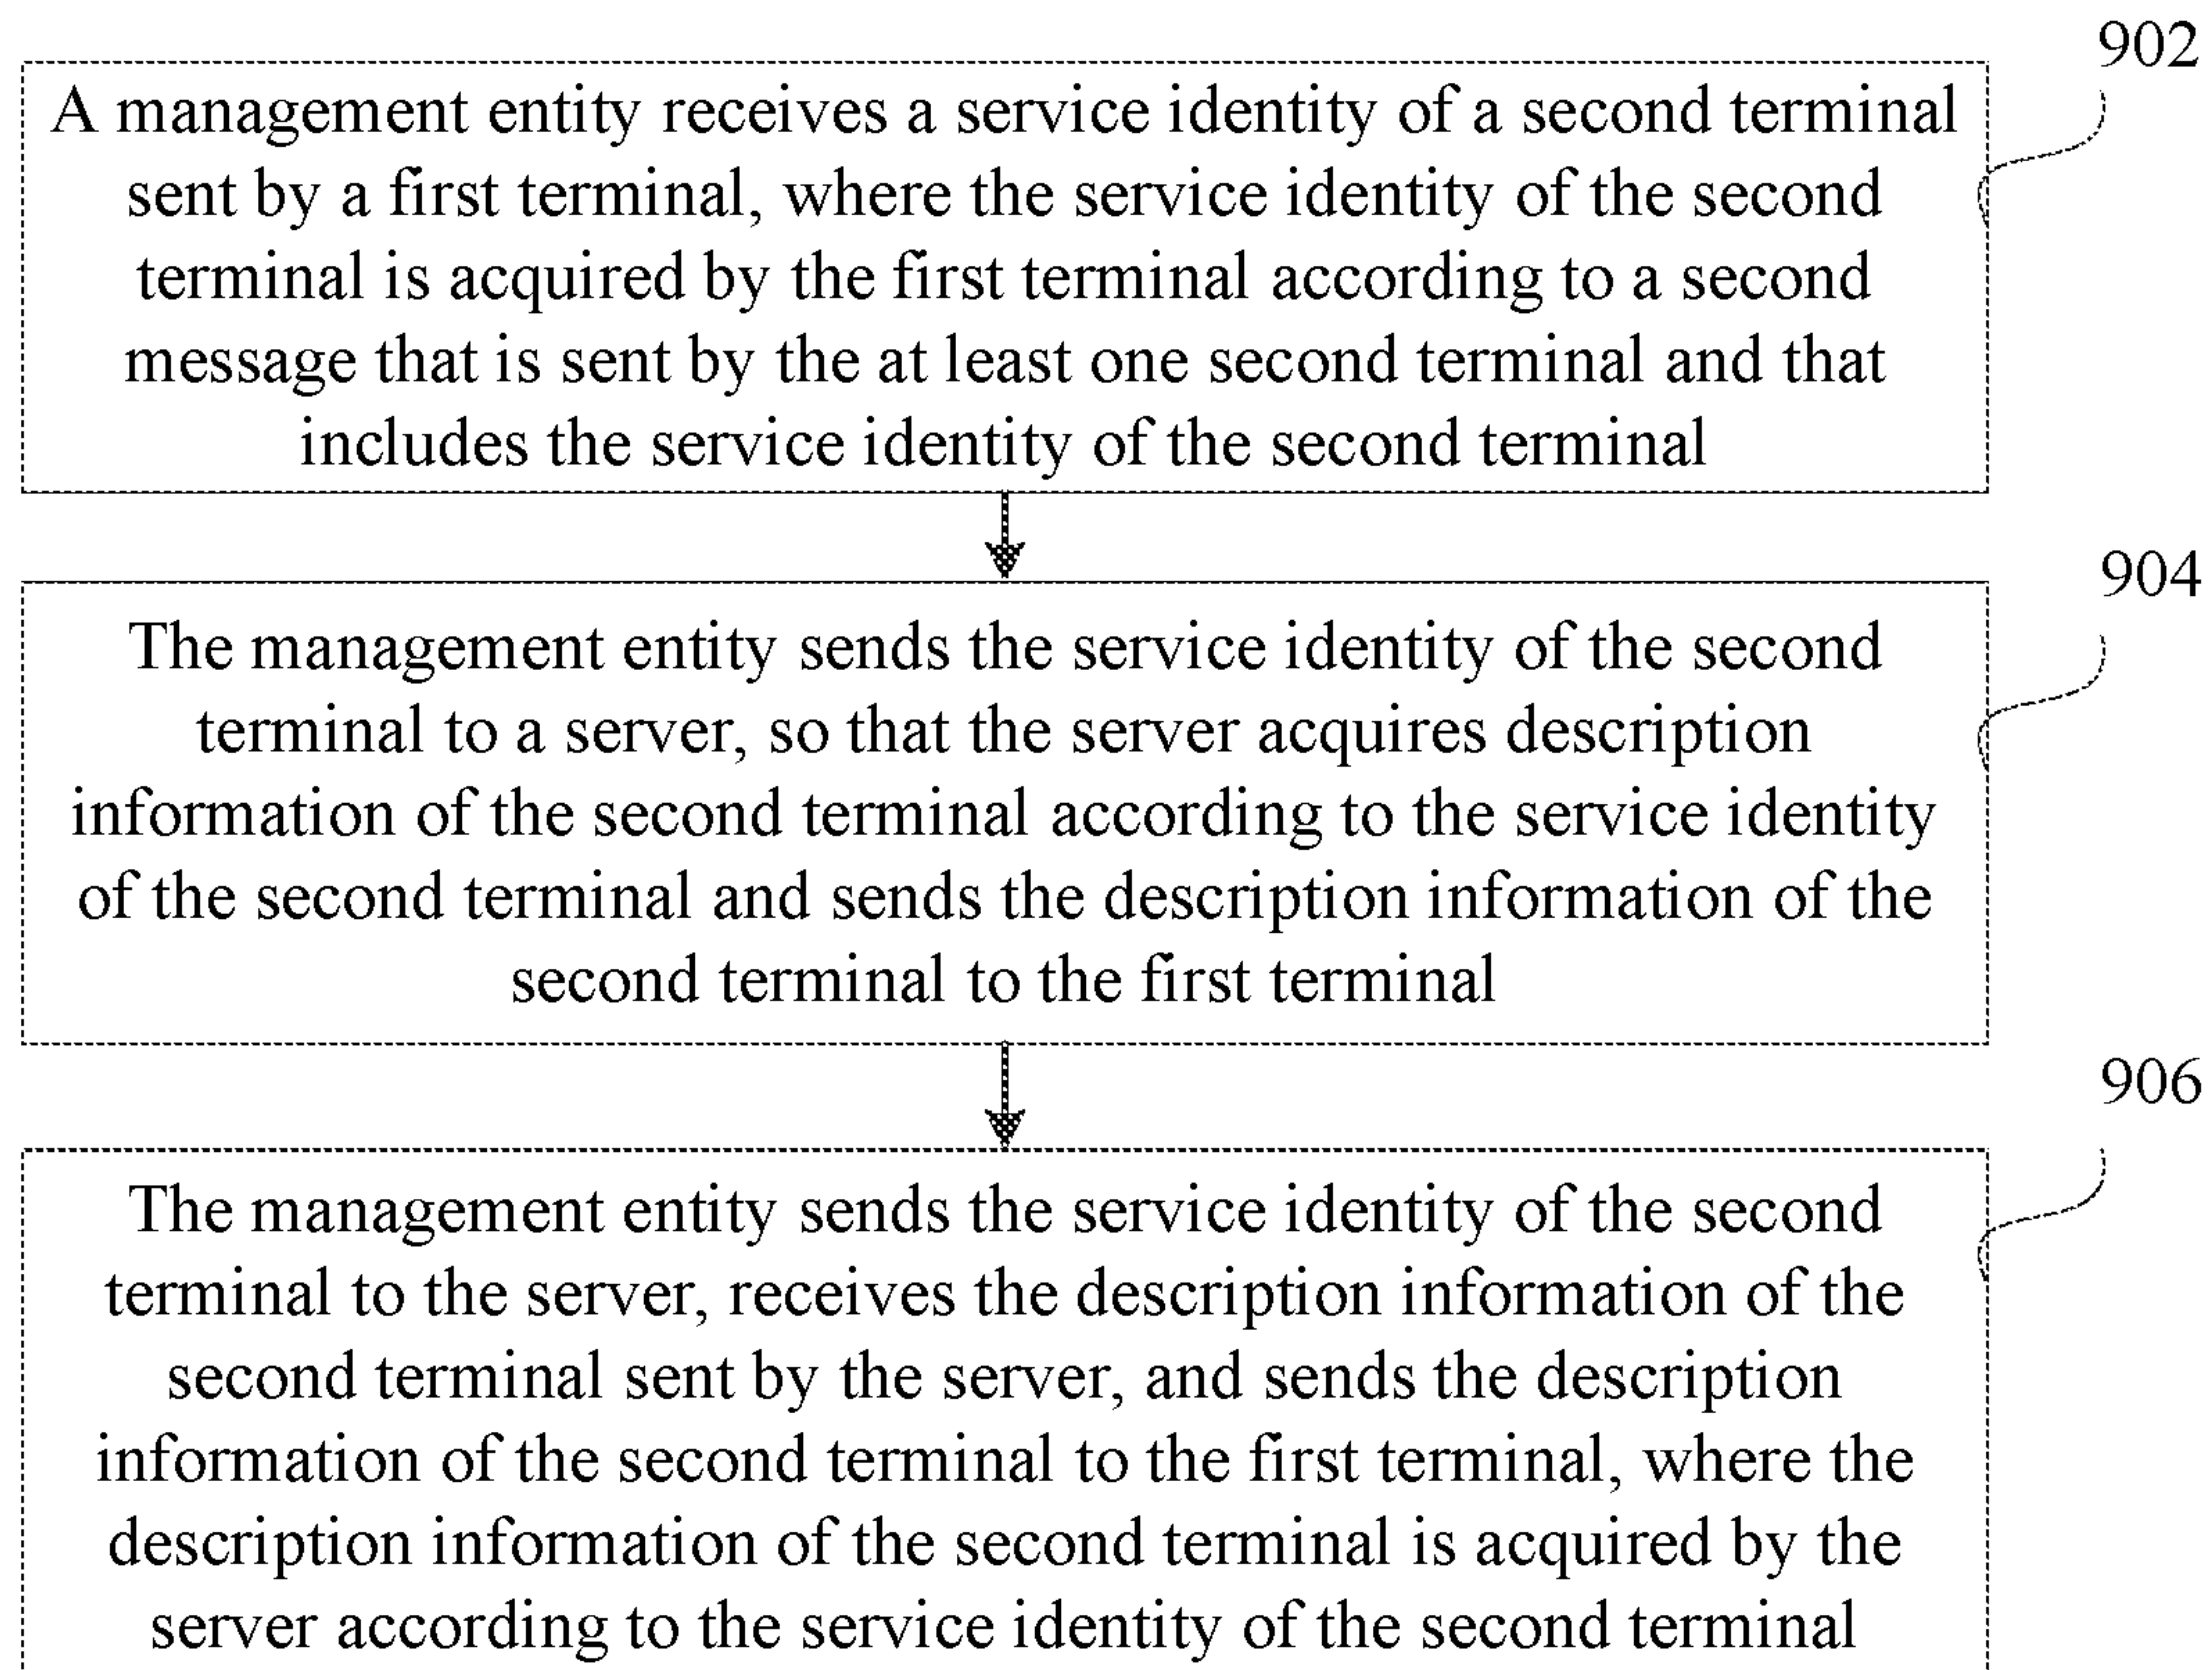 902
A management entity receives a service identity of a second terminal
sent by a first terminal, where the service identity of the second
terminal is acquired by the first terminal according to a second
message that is sent by the at least one second terminal and that
includes the service identity of the second terminal
904
The management entity sends the service identity of the second
terminal to a server, so that the server acquires description
information of the second terminal according to the service identity
of the second terminal and sends the description information of the
second terminal to the first terminal
906
The management entity sends the service identity of the second
terminal to the server, receives the description information of the
second terminal sent by the server, and sends the description
information of the second terminal to the first terminal, where the
description information of the second terminal is acquired by the
server according to the service identity of the second terminal